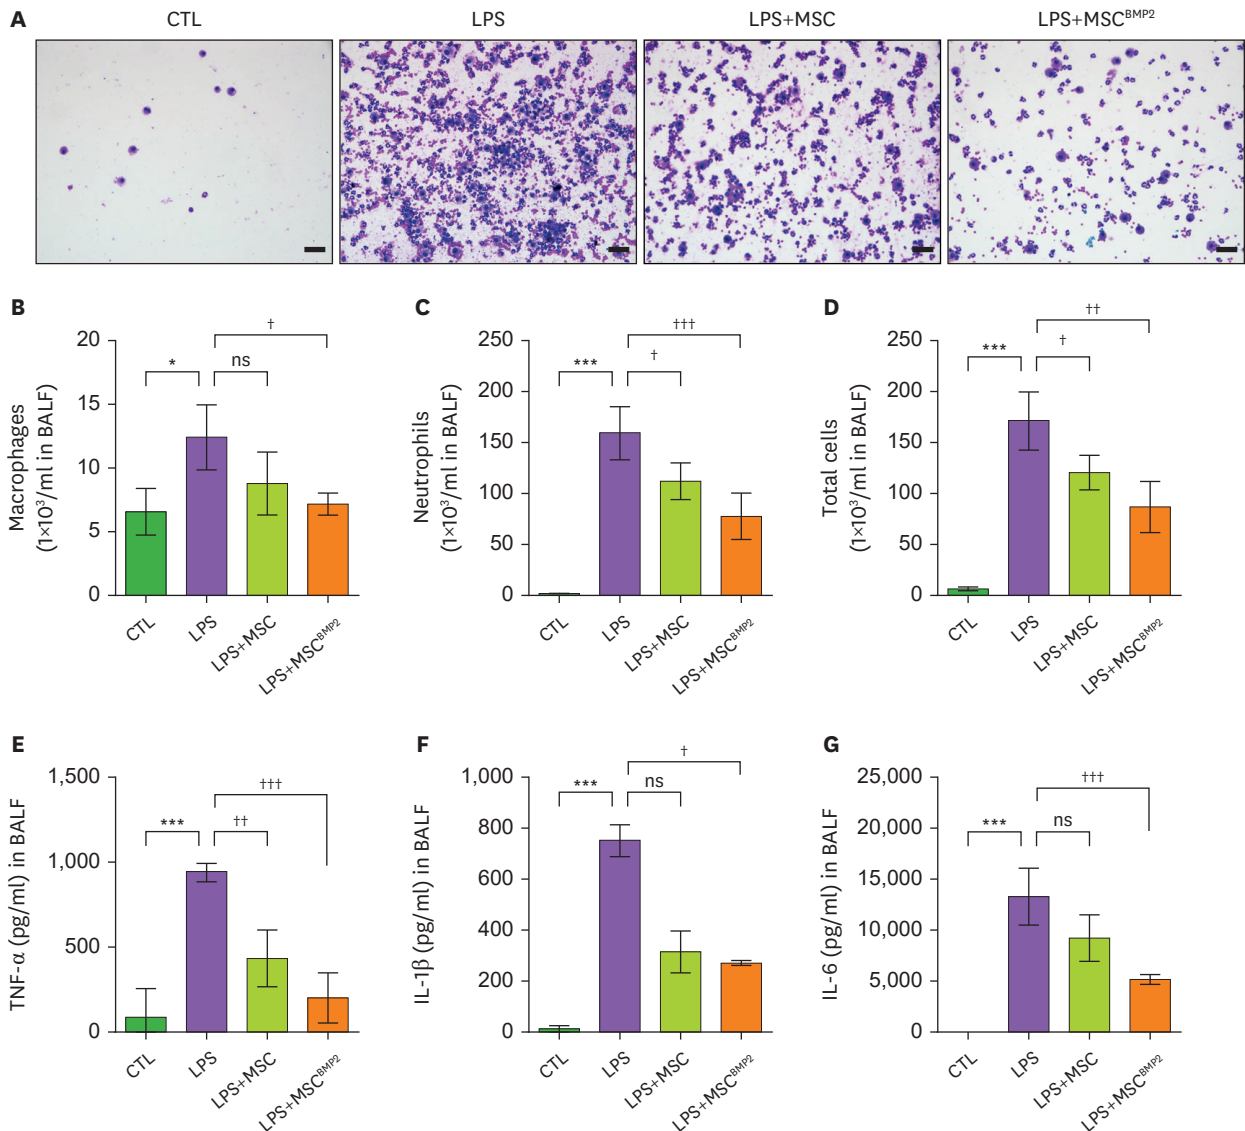 A
CTL
LPS
LPS+MSC
LPS+MSCᴮᴹᴾ²
B
Macrophages
(1×10³/ml in BALF)
20
15
10
5
0
*
ns
†
CTL
LPS
LPS+MSC
LPS+MSCᴮᴹᴾ²
C
Neutrophils
(1×10³/ml in BALF)
250
200
150
100
50
0
***
†
†††
CTL
LPS
LPS+MSC
LPS+MSCᴮᴹᴾ²
D
Total cells
(1×10³/ml in BALF)
250
200
150
100
50
0
***
†
††
CTL
LPS
LPS+MSC
LPS+MSCᴮᴹᴾ²
E
TNF-α (pg/ml) in BALF
1,500
1,000
500
0
***
††
†††
CTL
LPS
LPS+MSC
LPS+MSCᴮᴹᴾ²
F
IL-1β (pg/ml) in BALF
1,000
800
600
400
200
0
***
ns
†
CTL
LPS
LPS+MSC
LPS+MSCᴮᴹᴾ²
G
IL-6 (pg/ml) in BALF
25,000
20,000
15,000
10,000
5,000
0
***
ns
†††
CTL
LPS
LPS+MSC
LPS+MSCᴮᴹᴾ²